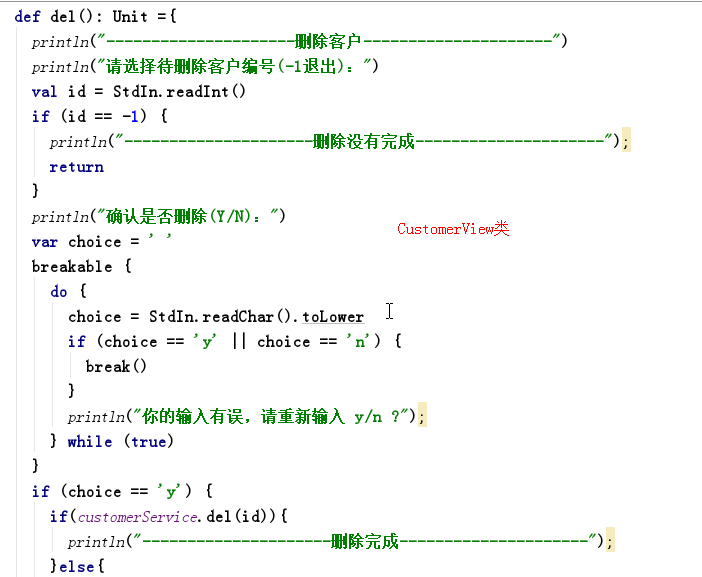 def del(): Unit ={
println("---------------------删除客户---------------------")
println("请选择待删除客户编号(-1退出)：")
val id = StdIn.readInt()
if (id == -1) {
println("---------------------删除没有完成---------------------");
return
}
println("确认是否删除(Y/N)：")
CustomerView类
var choice = ' '
breakable {
do {
choice = StdIn.readChar().toLower
if (choice == 'y' || choice == 'n') {
break()
}
println("你的输入有误，请重新输入 y/n ?");
} while (true)
}
if (choice == 'y') {
if(customerService.del(id)){
println("---------------------删除完成---------------------");
}else{